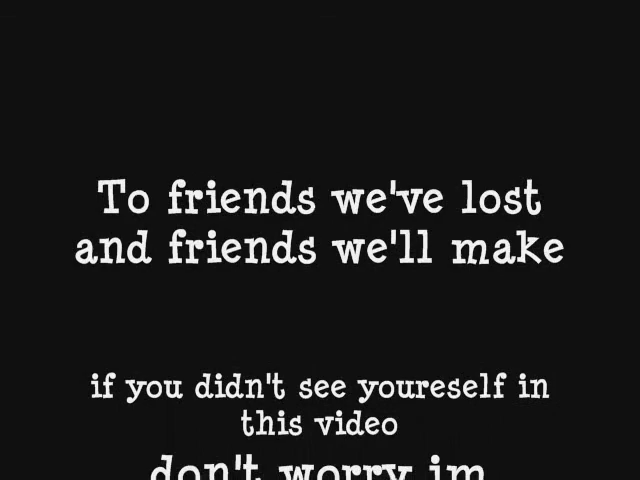 To friends we've lost
and friends we'll make
if you didn't see youreself in
this video
don't worry im